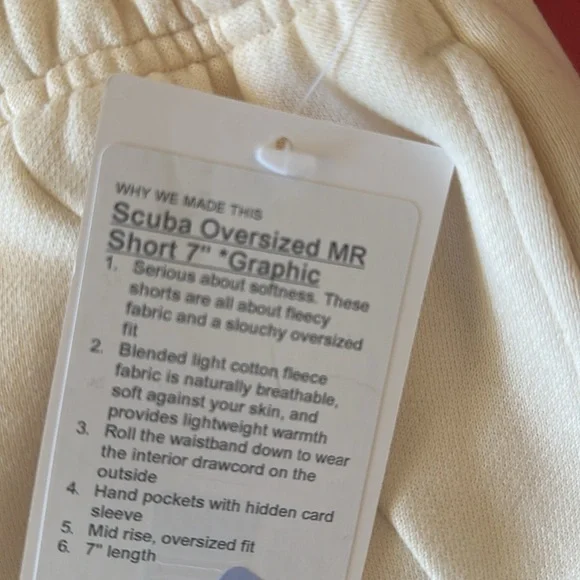 WHY WE MADE THIS
Scuba Oversized MR
Short 7" *Graphic
1. Serious about softness. These
shorts are all about fleecy
fabric and a slouchy oversized
fit
2. Blended light cotton fleece
fabric is naturally breathable,
soft against your skin, and
provides lightweight warmth
3. Roll the waistband down to wear
the interior drawcord on the
outside
4. Hand pockets with hidden card
sleeve
5. Mid rise, oversized fit
6. 7" length